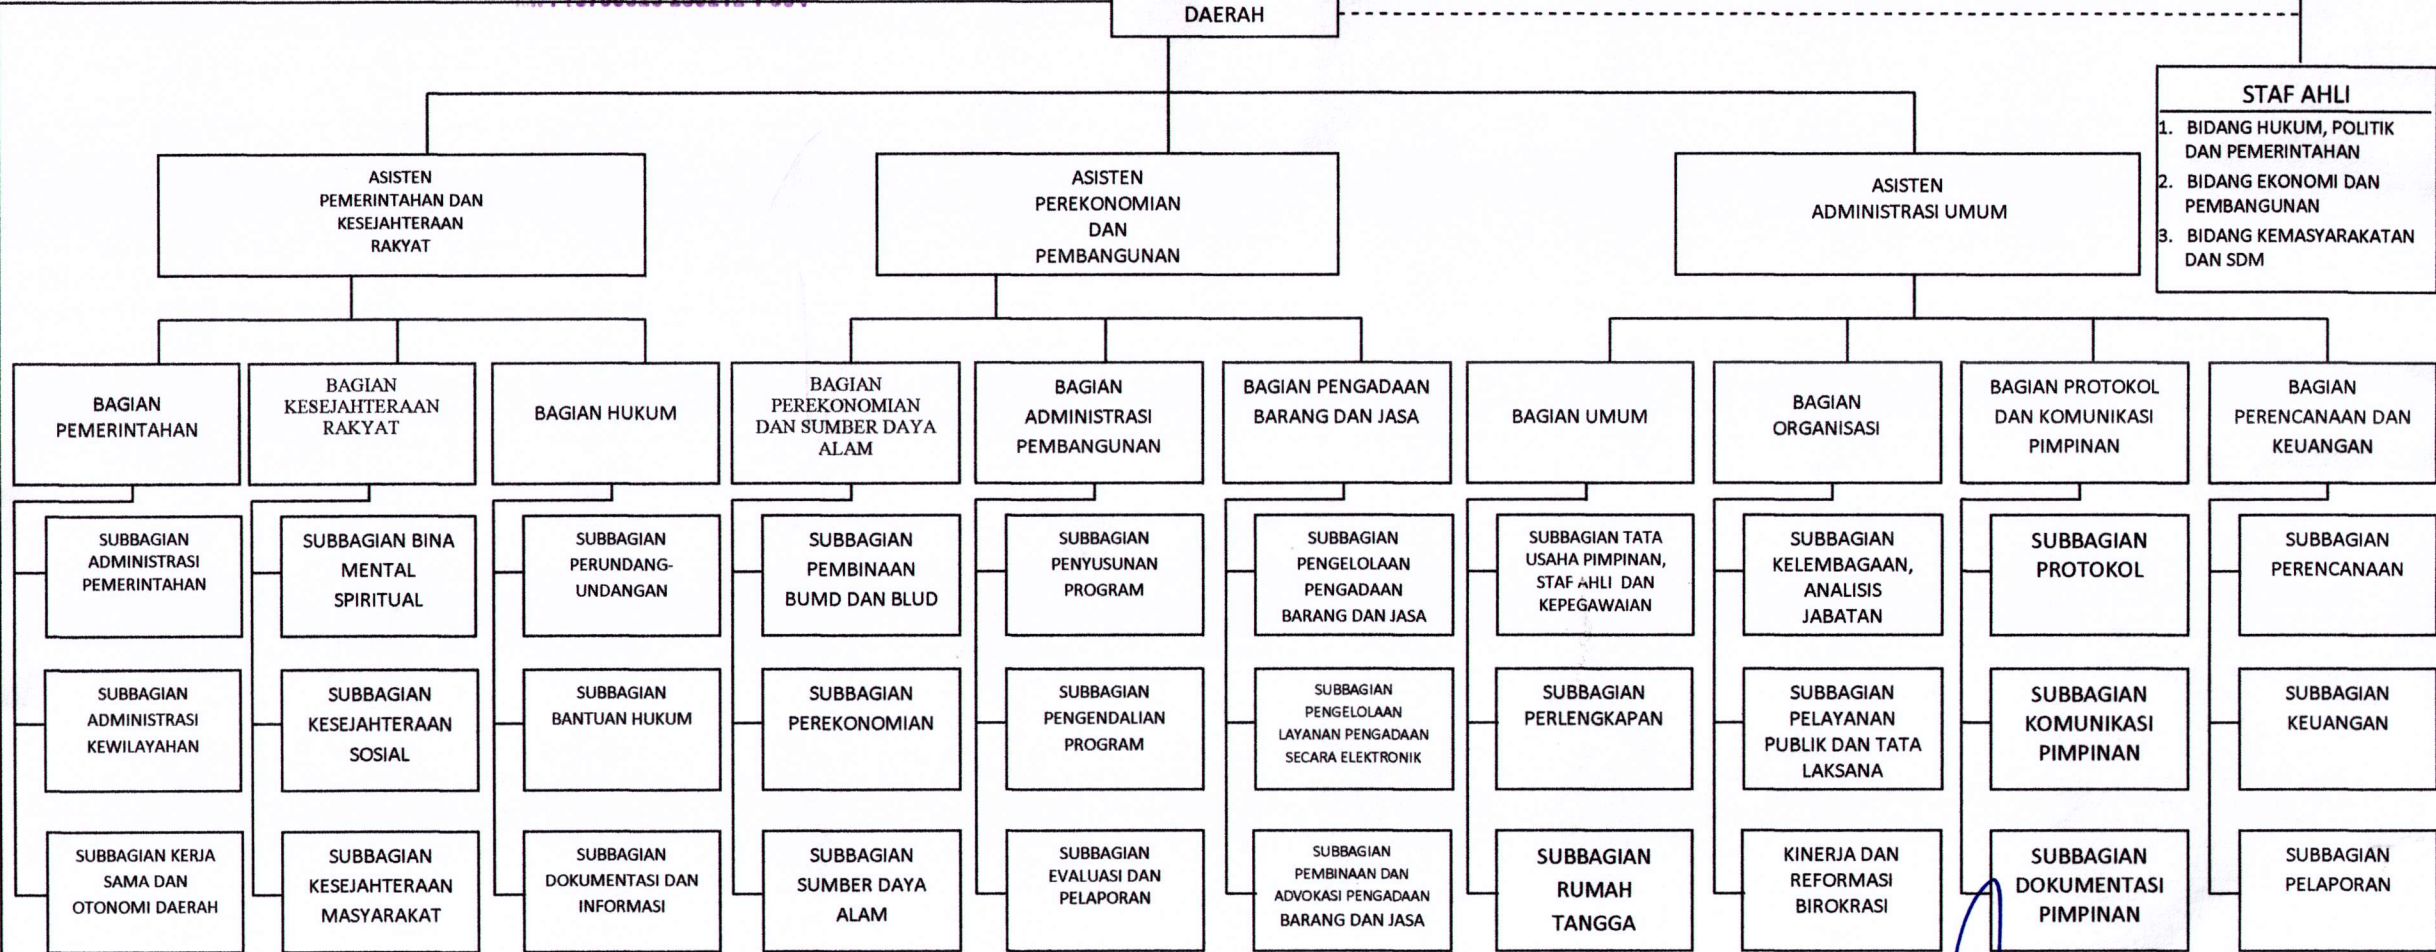 DAERAH
STAF AHLI
1. BIDANG HUKUM, POLITIK
DAN PEMERINTAHAN
2. BIDANG EKONOMI DAN
PEMBANGUNAN
3. BIDANG KEMASYARAKATAN
DAN SDM
ASISTEN
PEMERINTAHAN DAN
KESEJAHTERAAN
RAKYAT
ASISTEN
PEREKONOMIAN
DAN
PEMBANGUNAN
ASISTEN
ADMINISTRASI UMUM
BAGIAN
PEMERINTAHAN
BAGIAN
KESEJAHTERAAN
RAKYAT
BAGIAN HUKUM
BAGIAN
PEREKONOMIAN
DAN SUMBER DAYA
ALAM
BAGIAN
ADMINISTRASI
PEMBANGUNAN
BAGIAN PENGADAAN
BARANG DAN JASA
BAGIAN UMUM
BAGIAN
ORGANISASI
BAGIAN PROTOKOL
DAN KOMUNIKASI
PIMPINAN
BAGIAN
PERENCANAAN DAN
KEUANGAN
SUBBAGIAN
ADMINISTRASI
PEMERINTAHAN
SUBBAGIAN BINA
MENTAL
SPIRITUAL
SUBBAGIAN
PERUNDANG-
UNDANGAN
SUBBAGIAN
PEMBINAAN
BUMD DAN BLUD
SUBBAGIAN
PENYUSUNAN
PROGRAM
SUBBAGIAN
PENGELOLAAN
PENGADAAN
BARANG DAN JASA
SUBBAGIAN TATA
USAHA PIMPINAN,
STAF AHLI DAN
KEPEGAWAIAN
SUBBAGIAN
KELEMBAGAAN,
ANALISIS
JABATAN
SUBBAGIAN
PROTOKOL
SUBBAGIAN
PERENCANAAN
SUBBAGIAN
ADMINISTRASI
KEWILAYAHAN
SUBBAGIAN
KESEJAHTERAAN
SOSIAL
SUBBAGIAN
BANTUAN HUKUM
SUBBAGIAN
PEREKONOMIAN
SUBBAGIAN
PENGENDALIAN
PROGRAM
SUBBAGIAN
PENGELOLAAN
LAYANAN PENGADAAN
SECARA ELEKTRONIK
SUBBAGIAN
PERLENGKAPAN
SUBBAGIAN
PELAYANAN
PUBLIK DAN TATA
LAKSANA
SUBBAGIAN
KOMUNIKASI
PIMPINAN
SUBBAGIAN
KEUANGAN
SUBBAGIAN KERJA
SAMA DAN
OTONOMI DAERAH
SUBBAGIAN
KESEJAHTERAAN
MASYARAKAT
SUBBAGIAN
DOKUMENTASI DAN
INFORMASI
SUBBAGIAN
SUMBER DAYA
ALAM
SUBBAGIAN
EVALUASI DAN
PELAPORAN
SUBBAGIAN
PEMBINAAN DAN
ADVOKASI PENGADAAN
BARANG DAN JASA
SUBBAGIAN
RUMAH
TANGGA
KINERJA DAN
REFORMASI
BIROKRASI
SUBBAGIAN
DOKUMENTASI
PIMPINAN
SUBBAGIAN
PELAPORAN